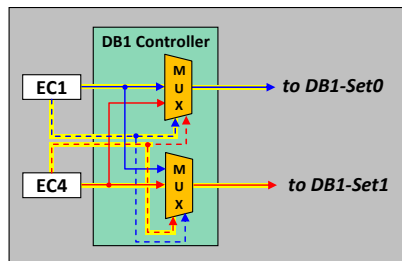 DB1 Controller
EC1
M
U
X
to DB1-Set0
EC4
M
U
X
to DB1-Set1